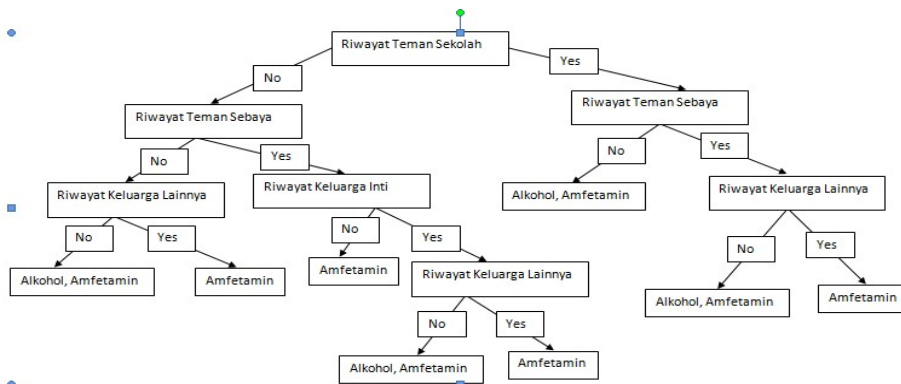 Riwayat Teman Sekolah
No
Yes
Riwayat Teman Sebaya
Riwayat Teman Sebaya
No
Yes
No
Yes
Riwayat Keluarga Lainnya
Riwayat Keluarga Inti
Alkohol, Amfetamin
Riwayat Keluarga Lainnya
No
Yes
No
Yes
No
Yes
Alkohol, Amfetamin
Amfetamin
Amfetamin
Riwayat Keluarga Lainnya
Alkohol, Amfetamin
Amfetamin
No
Yes
Alkohol, Amfetamin
Amfetamin